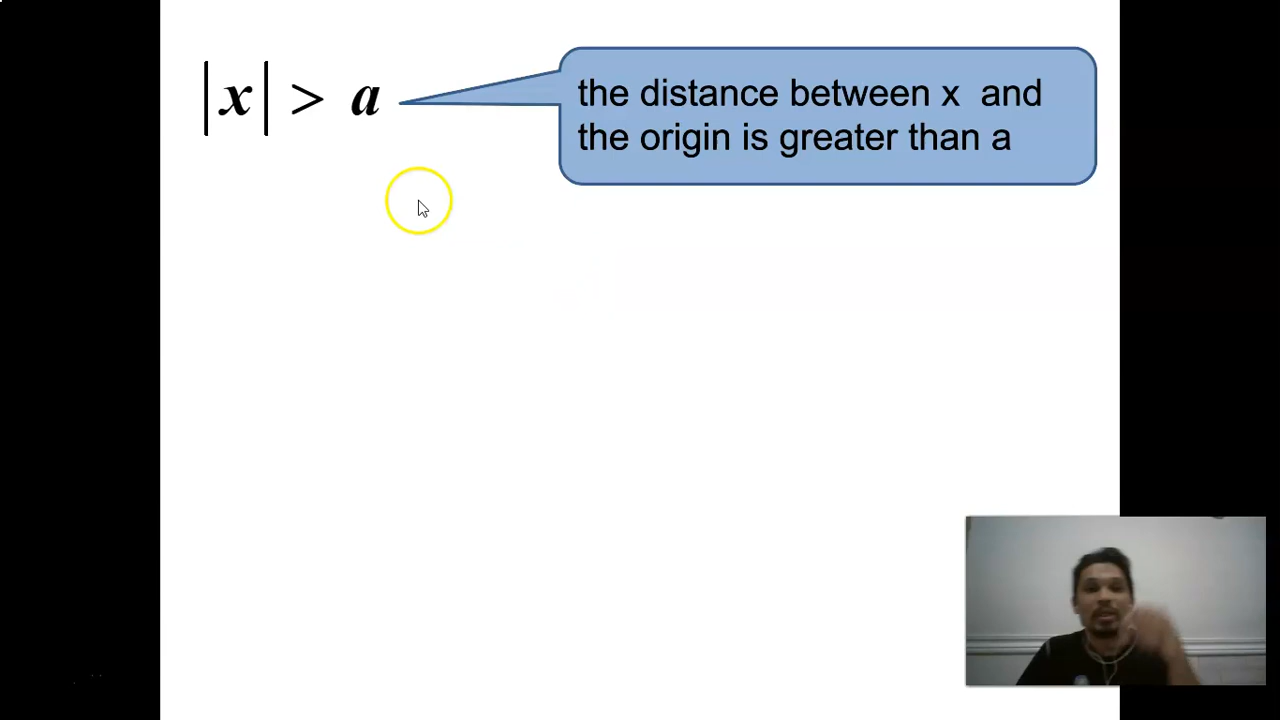 |x| > a
the distance between x and
the origin is greater than a